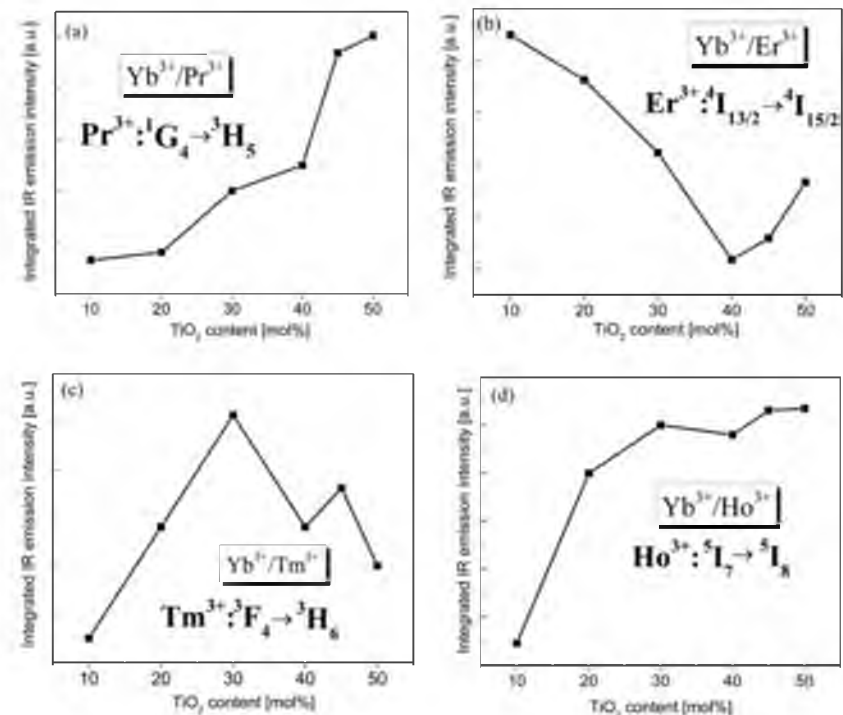 (a)
Yb³⁺/Pr³⁺
Pr³⁺:¹G₄→³H₅
Integrated IR emission intensity [a.u.]
10 20 30 40 50
TiO₂ content [mol%]
(b)
Yb³⁺/Er³⁺
Er³⁺:⁴I₁₃/₂→⁴I₁₅/₂
Integrated IR emission intensity [a.u.]
10 20 30 40 50
TiO₂ content [mol%]
(c)
Yb³⁺/Tm³⁺
Tm³⁺:³F₄→³H₆
Integrated IR emission intensity [a.u.]
10 20 30 40 50
TiO₂ content [mol%]
(d)
Yb³⁺/Ho³⁺
Ho³⁺:⁵I₇→⁵I₈
Integrated IR emission intensity [a.u.]
10 20 30 40 50
TiO₂ content [mol%]